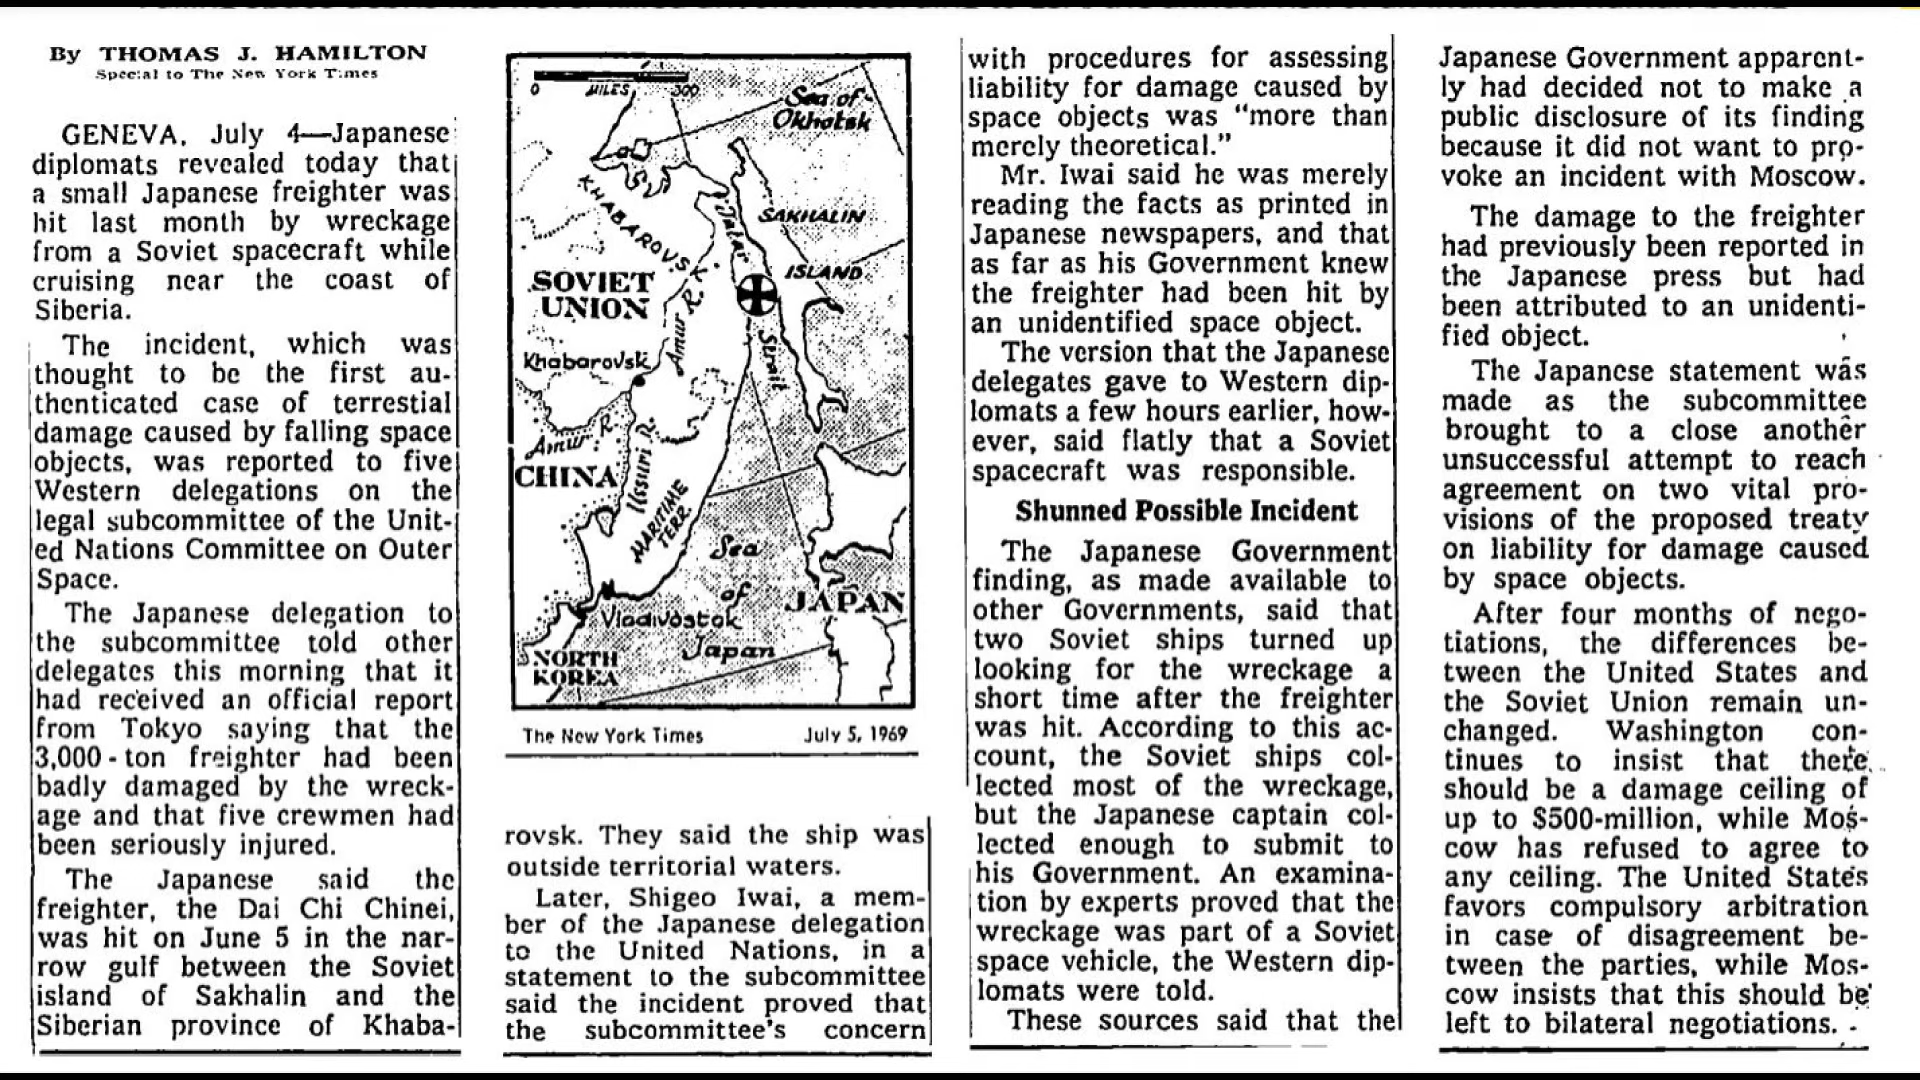 By THOMAS J. HAMILTON
Special to The New York Times
GENEVA, July 4—Japanese
diplomats revealed today that
a small Japanese freighter was
hit last month by wreckage
from a Soviet spacecraft while
cruising near the coast of
Siberia.
The incident, which was
thought to be the first au-
thenticated case of terrestial
damage caused by falling space
objects, was reported to five
Western delegations on the
legal subcommittee of the Unit-
ed Nations Committee on Outer
Space.
The Japanese delegation to
the subcommittee told other
delegates this morning that it
had received an official report
from Tokyo saying that the
3,000-ton freighter had been
badly damaged by the wreck-
age and that five crewmen had
been seriously injured.
The Japanese said the
freighter, the Dai Chi Chinei,
was hit on June 5 in the nar-
row gulf between the Soviet
island of Sakhalin and the
Siberian province of Khaba-
0 MILES 300
Sea of
Okhotsk
KHABAROVSK
Tatar
SAKHALIN
ISLAND
SOVIET
UNION
Amur R.
Khabarovsk
Strait
Amur R.
CHINA
Ussuri R.
MARITIME
TERR.
Sea
of
Japan
JAPAN
Vladivostok
NORTH
KOREA
The New York Times July 5, 1969
rovsk. They said the ship was
outside territorial waters.
Later, Shigeo Iwai, a mem-
ber of the Japanese delegation
to the United Nations, in a
statement to the subcommittee
said the incident proved that
the subcommittee's concern
with procedures for assessing
liability for damage caused by
space objects was "more than
merely theoretical."
Mr. Iwai said he was merely
reading the facts as printed in
Japanese newspapers, and that
as far as his Government knew
the freighter had been hit by
an unidentified space object.
The version that the Japanese
delegates gave to Western dip-
lomats a few hours earlier, how-
ever, said flatly that a Soviet
spacecraft was responsible.
Shunned Possible Incident
The Japanese Government
finding, as made available to
other Governments, said that
two Soviet ships turned up
looking for the wreckage a
short time after the freighter
was hit. According to this ac-
count, the Soviet ships col-
lected most of the wreckage,
but the Japanese captain col-
lected enough to submit to
his Government. An examina-
tion by experts proved that the
wreckage was part of a Soviet
space vehicle, the Western dip-
lomats were told.
These sources said that the
Japanese Government apparent-
ly had decided not to make a
public disclosure of its finding
because it did not want to pro-
voke an incident with Moscow.
The damage to the freighter
had previously been reported in
the Japanese press but had
been attributed to an unidenti-
fied object.
The Japanese statement was
made as the subcommittee
brought to a close another
unsuccessful attempt to reach
agreement on two vital pro-
visions of the proposed treaty
on liability for damage caused
by space objects.
After four months of nego-
tiations, the differences be-
tween the United States and
the Soviet Union remain un-
changed. Washington con-
tinues to insist that there
should be a damage ceiling of
up to $500-million, while Mos-
cow has refused to agree to
any ceiling. The United States
favors compulsory arbitration
in case of disagreement be-
tween the parties, while Mos-
cow insists that this should be
left to bilateral negotiations.